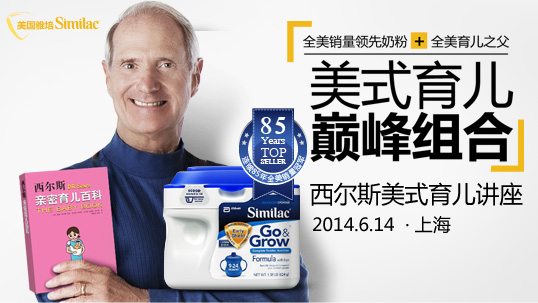 美国雅培 Similac
全美销量领先奶粉 + 全美育儿之父
美式育儿
巅峰组合
西尔斯美式育儿讲座
2014.6.14 · 上海
85
Years
TOP
SELLER
西尔斯
亲密育儿百科
THE BABY BOOK
Abbott
Similac
Go&
Grow
Formula
9-24